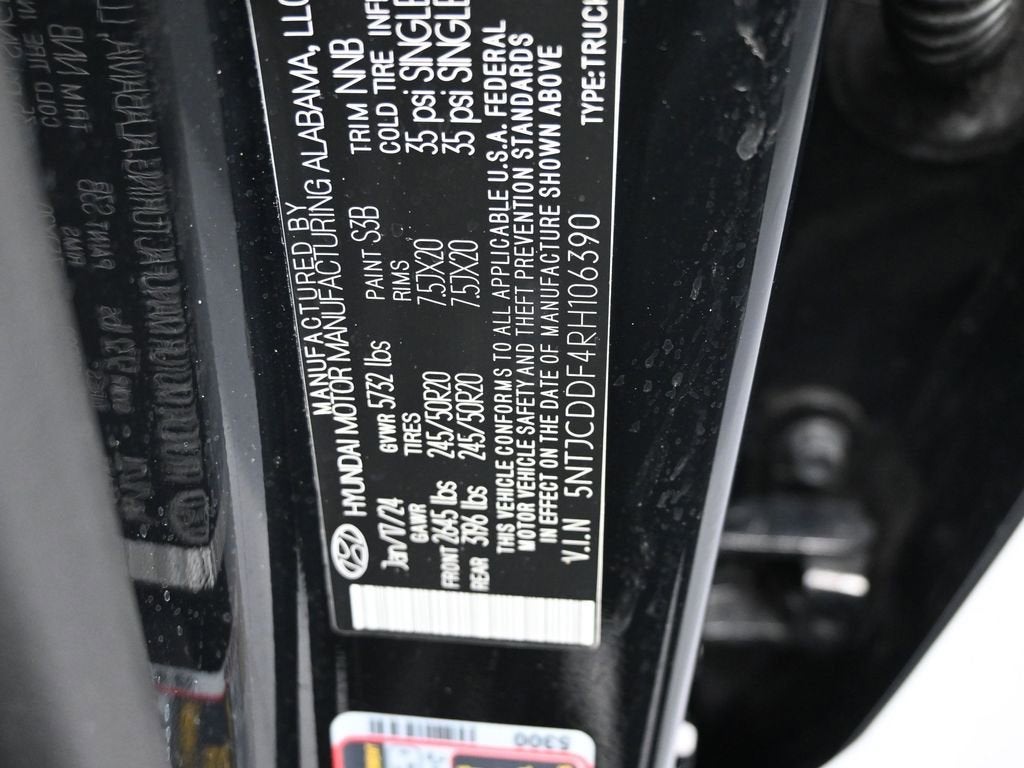 MANUFACTURED BY
HYUNDAI MOTOR MANUFACTURING ALABAMA, LLC
Jan/17/24 GVWR 5732 lbs PAINT S3B TRIM NNB
GAWR TIRES RIMS COLD TIRE INF
FRONT 2645 lbs 245/50R20 7.5JX20 35 psi SINGLE
REAR 3196 lbs 245/50R20 7.5JX20 35 psi SINGLE
THIS VEHICLE CONFORMS TO ALL APPLICABLE U.S.A. FEDERAL
MOTOR VEHICLE SAFETY AND THEFT PREVENTION STANDARDS
IN EFFECT ON THE DATE OF MANUFACTURE SHOWN ABOVE
V.I.N 5NTJCDDF4RH106390 TYPE:TRUCK
5300